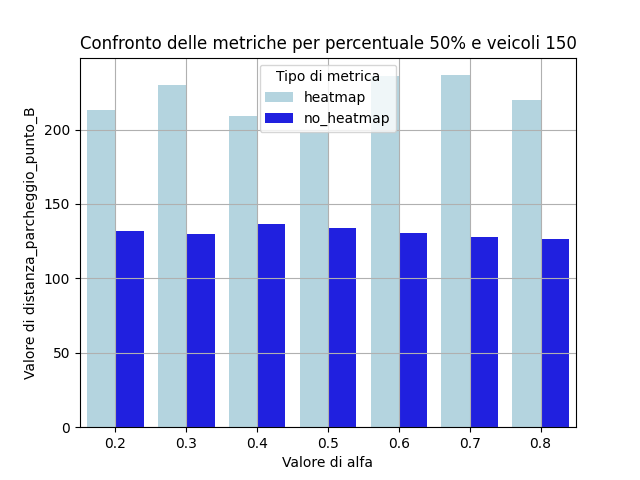 Confronto delle metriche per percentuale 50% e veicoli 150
Tipo di metrica
heatmap
no_heatmap
Valore di distanza_parcheggio_punto_B
200
150
100
50
0
0.2 0.3 0.4 0.5 0.6 0.7 0.8
Valore di alfa